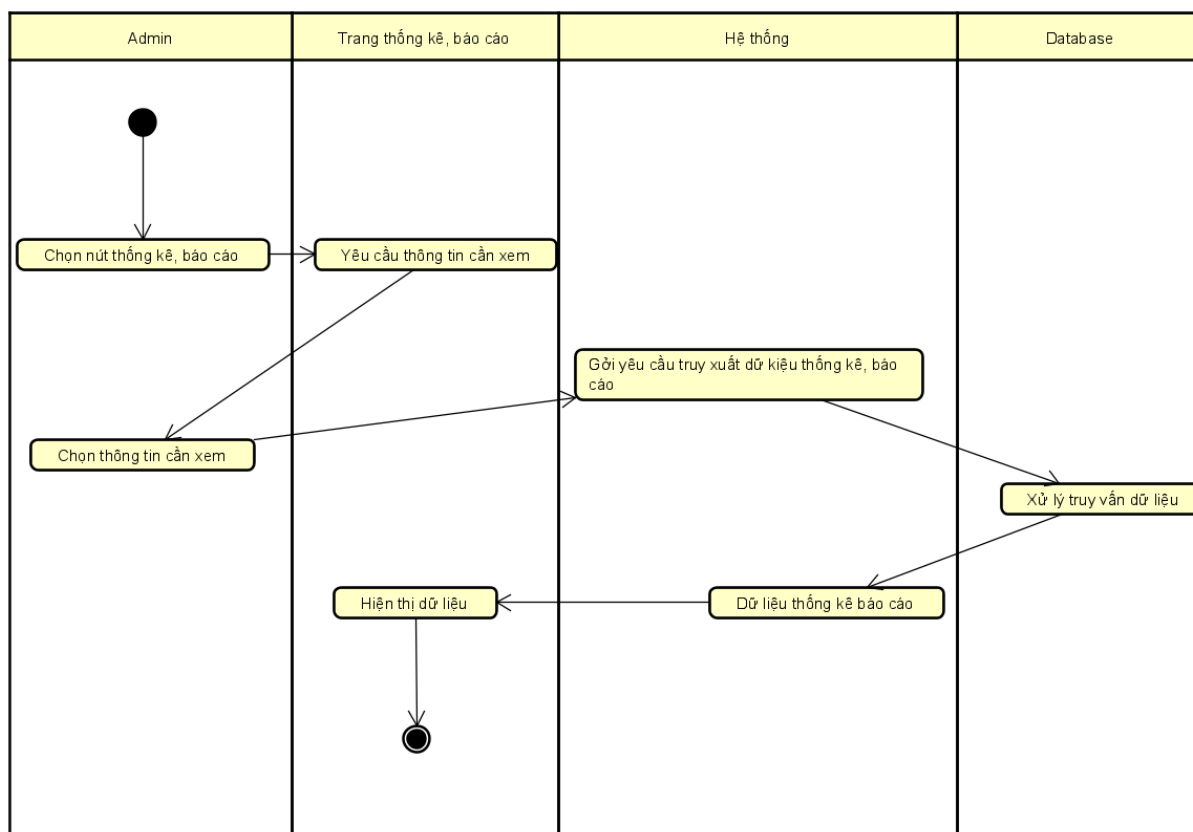 Admin
Trang thống kê, báo cáo
Hệ thống
Database
Chọn nút thống kê, báo cáo
Yêu cầu thông tin cần xem
Gởi yêu cầu truy xuất dữ kiệu thống kê, báo
cáo
Chọn thông tin cần xem
Xử lý truy vấn dữ liệu
Hiện thị dữ liệu
Dữ liệu thống kê báo cáo